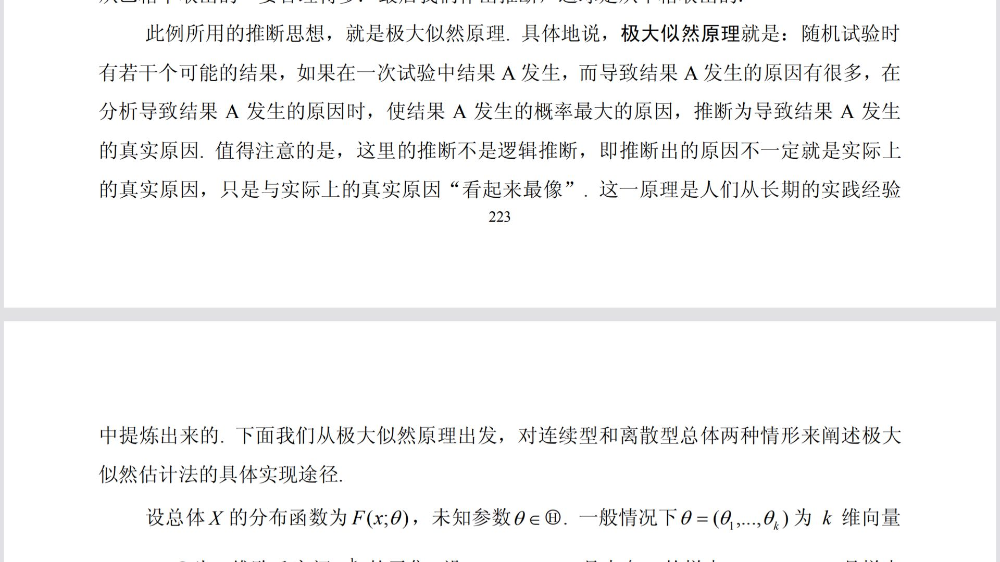 此例所用的推断思想，就是极大似然原理. 具体地说，极大似然原理就是：随机试验时
有若干个可能的结果，如果在一次试验中结果 A 发生，而导致结果 A 发生的原因有很多，在
分析导致结果 A 发生的原因时，使结果 A 发生的概率最大的原因，推断为导致结果 A 发生
的真实原因. 值得注意的是，这里的推断不是逻辑推断，即推断出的原因不一定就是实际上
的真实原因，只是与实际上的真实原因“看起来最像”. 这一原理是人们从长期的实践经验
223
中提炼出来的. 下面我们从极大似然原理出发，对连续型和离散型总体两种情形来阐述极大
似然估计法的具体实现途径.
设总体 X 的分布函数为 F(x;θ)，未知参数 θ∈Ⓗ. 一般情况下 θ=(θ₁,...,θₖ) 为 k 维向量